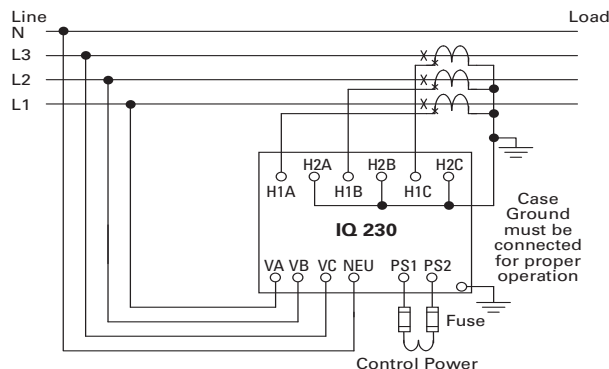 Line
Load
N
L3
L2
L1
H2A H2B H2C
H1A H1B H1C
IQ 230
Case
Ground
must be
connected
for proper
operation
VA VB VC NEU PS1 PS2
Fuse
Control Power